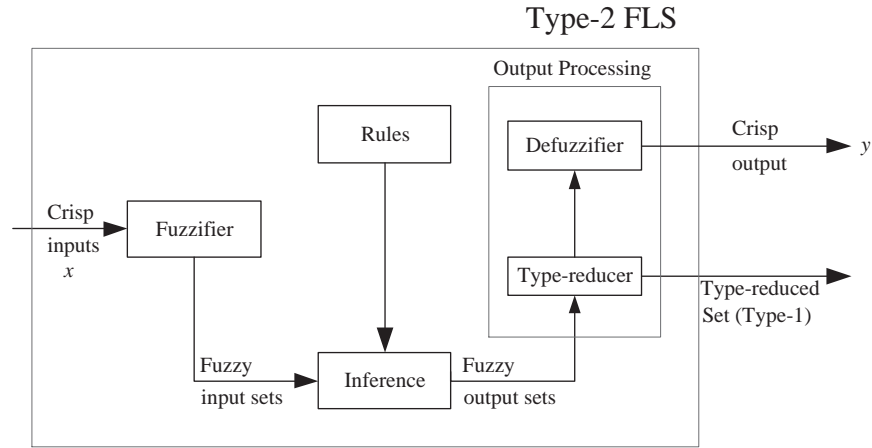 Type-2 FLS
Output Processing
Rules
Defuzzifier
Crisp
output
y
Crisp
inputs
x
Fuzzifier
Type-reducer
Type-reduced
Set (Type-1)
Fuzzy
input sets
Inference
Fuzzy
output sets